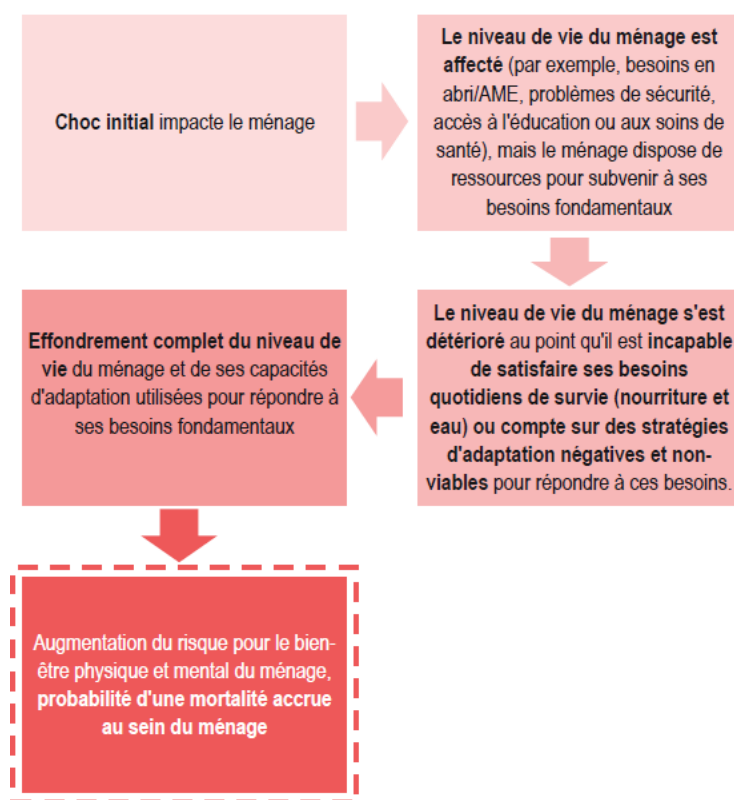 Choc initial impacte le ménage
Le niveau de vie du ménage est
affecté (par exemple, besoins en
abri/AME, problèmes de sécurité,
accès à l'éducation ou aux soins de
santé), mais le ménage dispose de
ressources pour subvenir à ses
besoins fondamentaux
Le niveau de vie du ménage s'est
détérioré au point qu'il est incapable
de satisfaire ses besoins
quotidiens de survie (nourriture et
eau) ou compte sur des stratégies
d'adaptation négatives et non-
viables pour répondre à ces besoins.
Effondrement complet du niveau de
vie du ménage et de ses capacités
d'adaptation utilisées pour répondre à
ses besoins fondamentaux
Augmentation du risque pour le bien-
être physique et mental du ménage,
probabilité d'une mortalité accrue
au sein du ménage